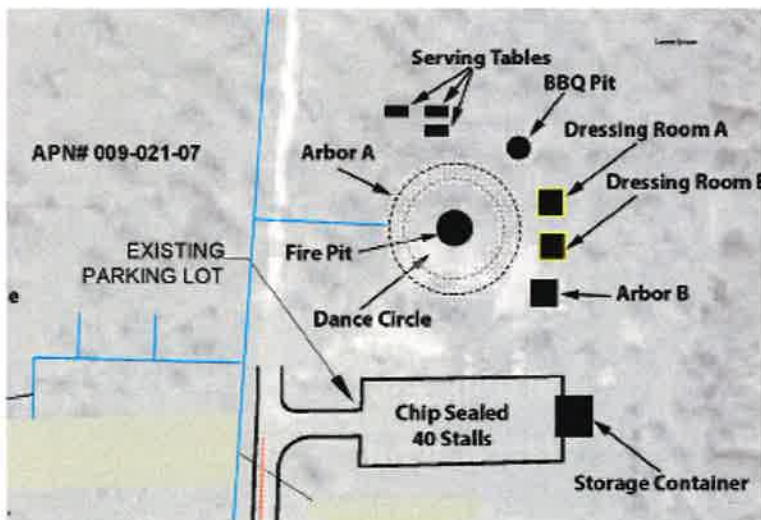 Serving Tables
BBQ Pit
Dressing Room A
APN# 009-021-07
Arbor A
Dressing Room B
EXISTING
PARKING LOT
Fire Pit
Arbor B
e
Dance Circle
Chip Sealed
40 Stalls
Storage Container